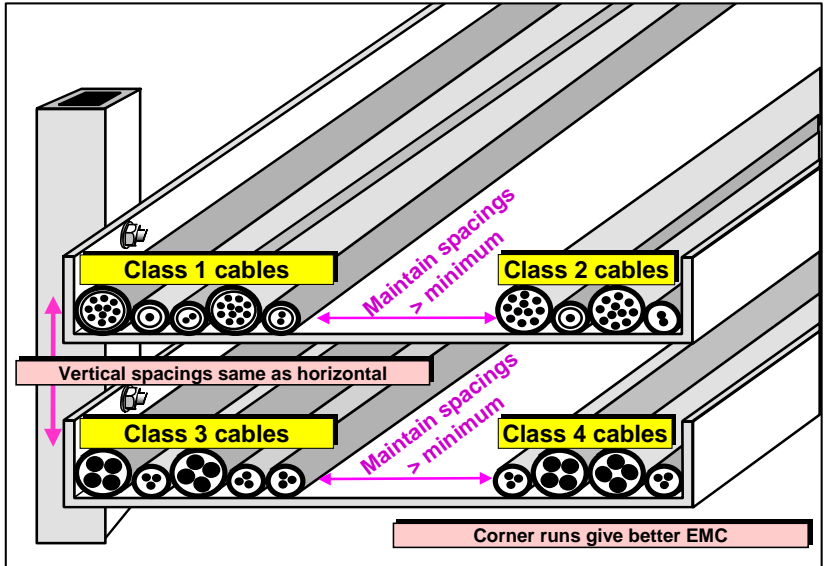 Class 1 cables
Class 2 cables
Maintain spacings
> minimum
Vertical spacings same as horizontal
Class 3 cables
Class 4 cables
Maintain spacings
> minimum
Corner runs give better EMC